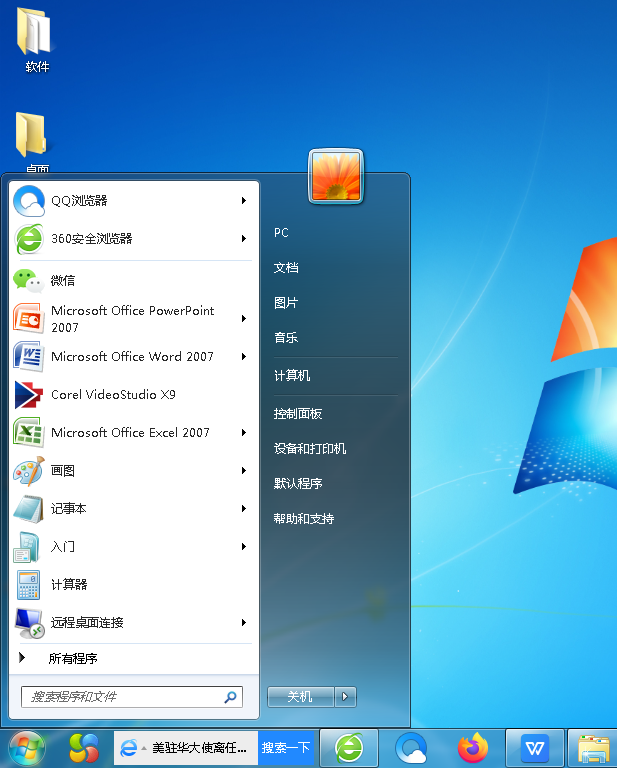 软件
桌面
QQ浏览器
360安全浏览器
微信
Microsoft Office PowerPoint
2007
Microsoft Office Word 2007
Corel VideoStudio X9
Microsoft Office Excel 2007
画图
记事本
入门
计算器
远程桌面连接
所有程序
搜索程序和文件
PC
文档
图片
音乐
计算机
控制面板
设备和打印机
默认程序
帮助和支持
关机
美驻华大使离任...
搜索一下
W